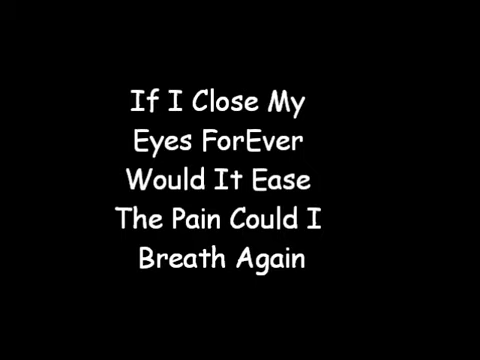 If I Close My
Eyes ForEver
Would It Ease
The Pain Could I
Breath Again